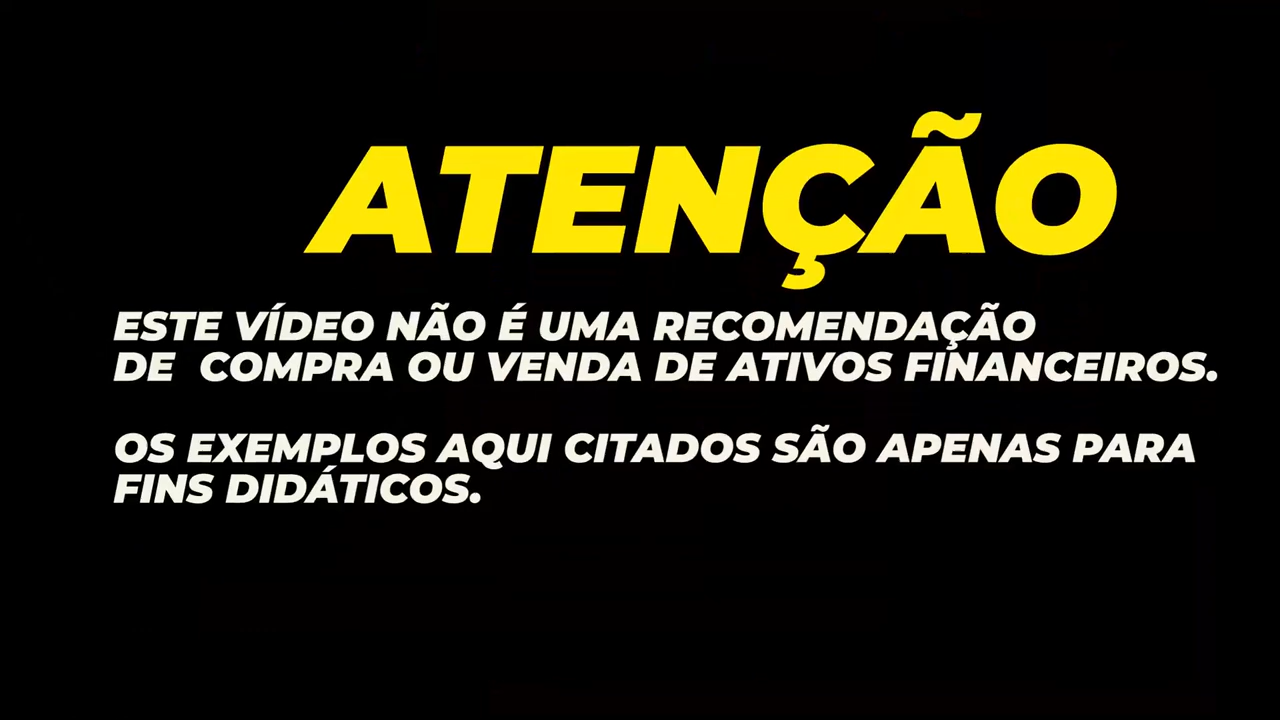 ATENÇÃO
ESTE VÍDEO NÃO É UMA RECOMENDAÇÃO
DE  COMPRA OU VENDA DE ATIVOS FINANCEIROS.
OS EXEMPLOS AQUI CITADOS SÃO APENAS PARA
FINS DIDÁTICOS.